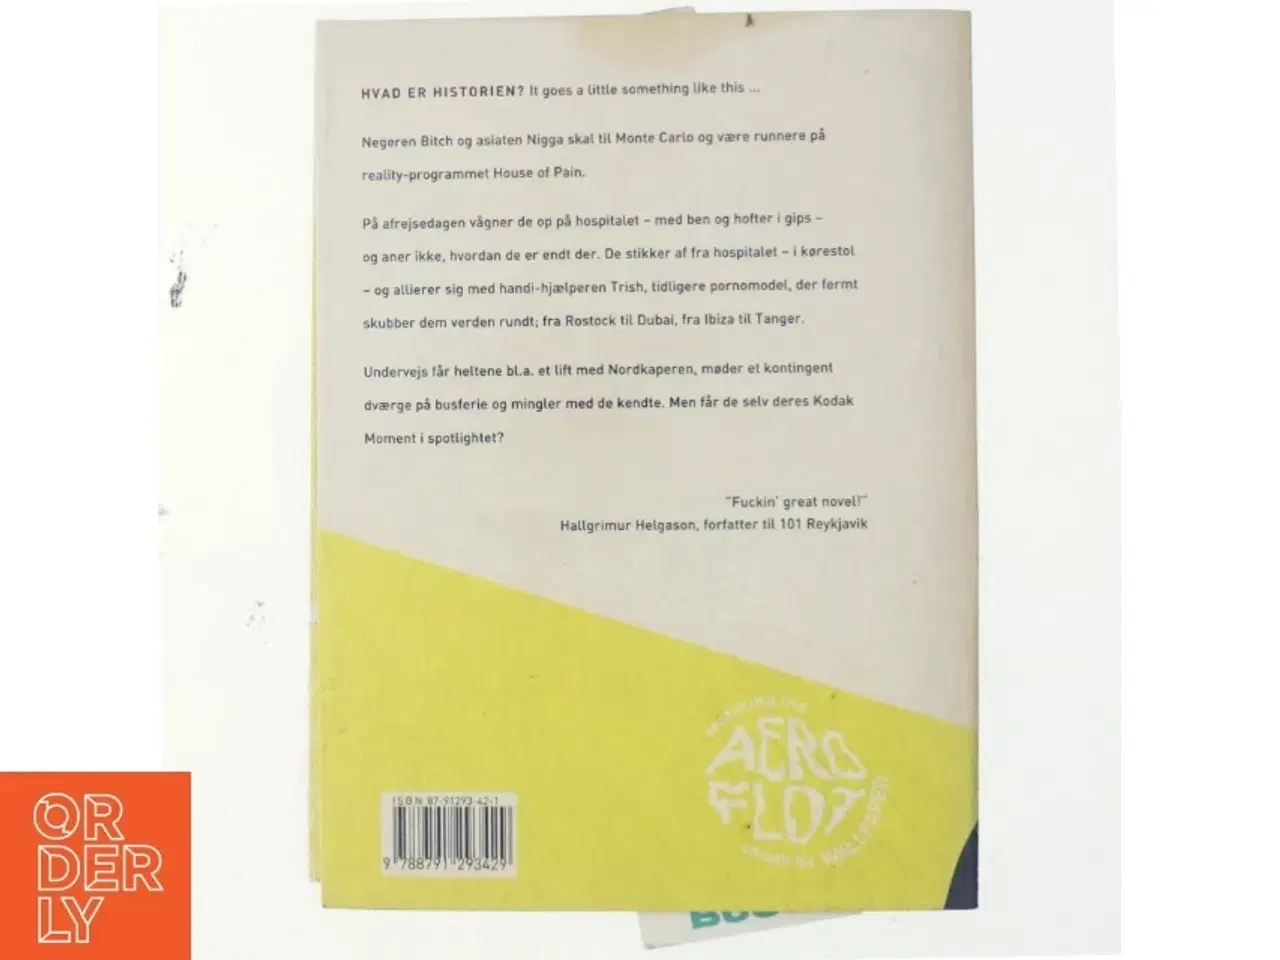 HVAD ER HISTORIEN? It goes a little something like this ...
Negeren Bitch og asiaten Nigga skal til Monte Carlo og være runnere på
reality-programmet House of Pain.
På afrejsedagen vågner de op på hospitalet – med ben og hofter i gips –
og aner ikke, hvordan de er endt der. De stikker af fra hospitalet – i kørestol
– og allierer sig med handi-hjælperen Trish, tidligere pornomodel, der fermt
skubber dem verden rundt; fra Rostock til Dubai, fra Ibiza til Tanger.
Undervejs får heltene bl.a. et lift med Nordkaperen, møder et kontingent
dværge på busferie og mingler med de kendte. Men får de selv deres Kodak
Moment i spotlightet?
"Fuckin' great novel!"
Hallgrimur Helgason, forfatter til 101 Reykjavik
featuring the
AERO
FLOT
WALLPAPER
ISBN 87-91293-42-1
9 788791 293429
OR
DER
LY